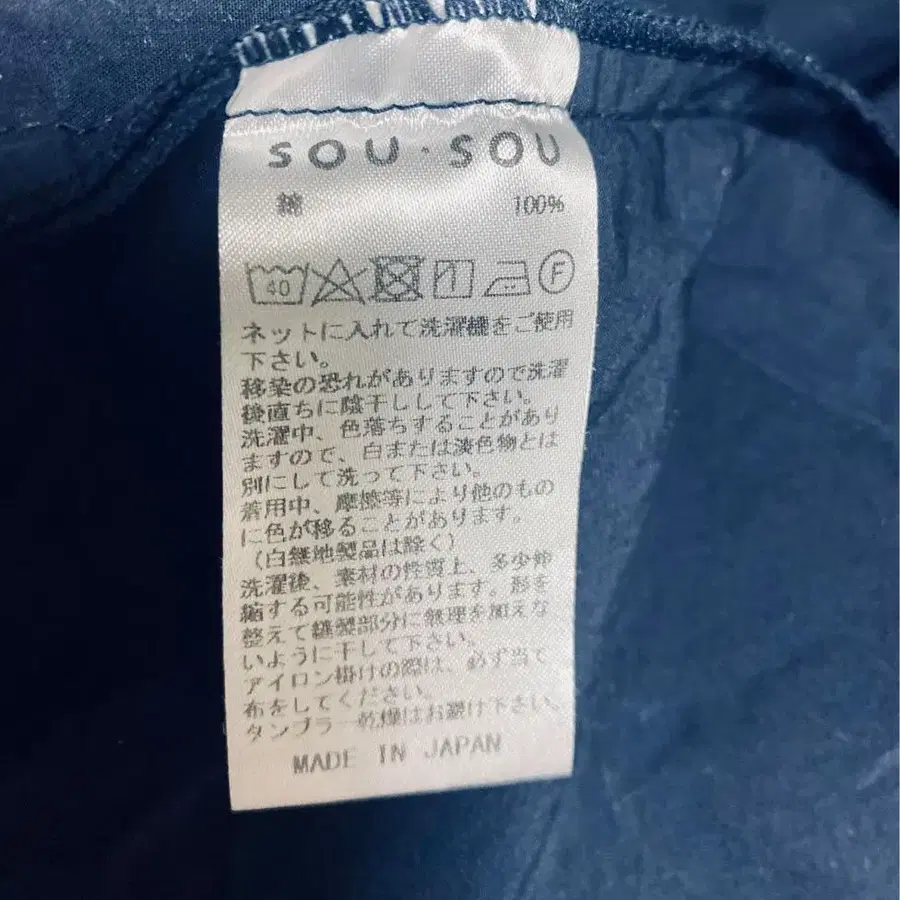 SOU・SOU
綿 100%
40 F
ネットに入れて洗濯機をご使用
下さい。
移染の恐れがありますので洗濯
後直ちに陰干しして下さい。
洗濯中、色落ちすることがあり
ますので、白または淡色物とは
別にして洗って下さい。
着用中、摩擦等により他のもの
に色が移ることがあります。
(白無地製品は除く)
洗濯後、素材の性質上、多少伸
縮する可能性があります。形を
整えて縫製部分に無理を加えな
いように干して下さい。
アイロン掛けの際は、必ず当て
布をしてください。
タンブラー乾燥はお避け下さい。
MADE IN JAPAN